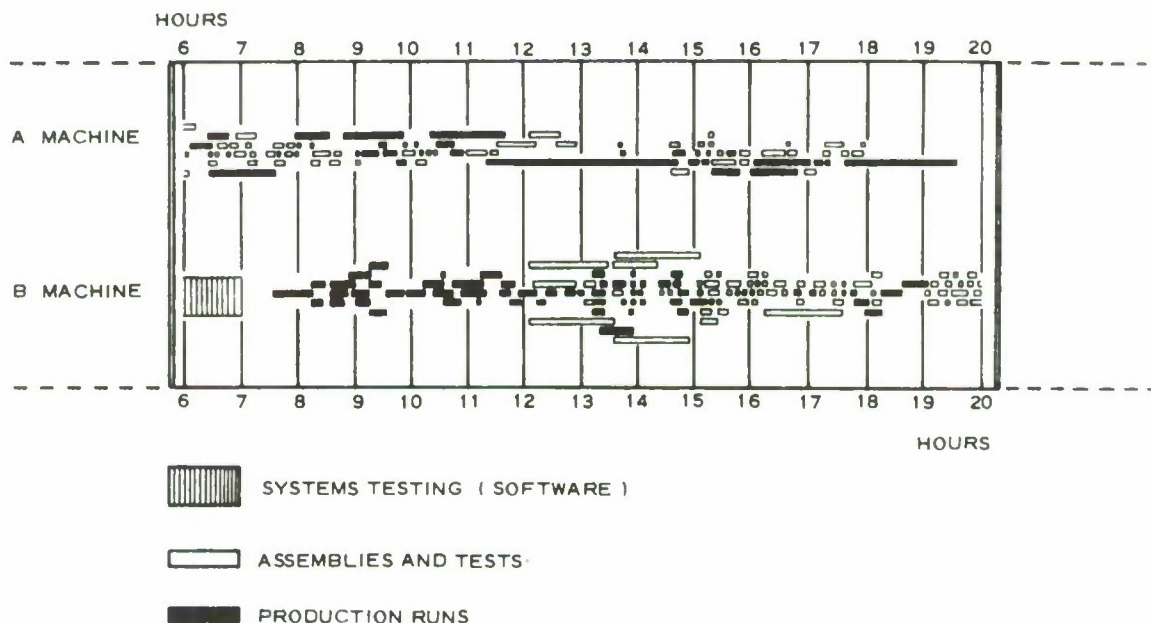 HOURS
6 7 8 9 10 11 12 13 14 15 16 17 18 19 20
A MACHINE
B MACHINE
6 7 8 9 10 11 12 13 14 15 16 17 18 19 20
HOURS
SYSTEMS TESTING ( SOFTWARE )
ASSEMBLIES AND TESTS
PRODUCTION RUNS